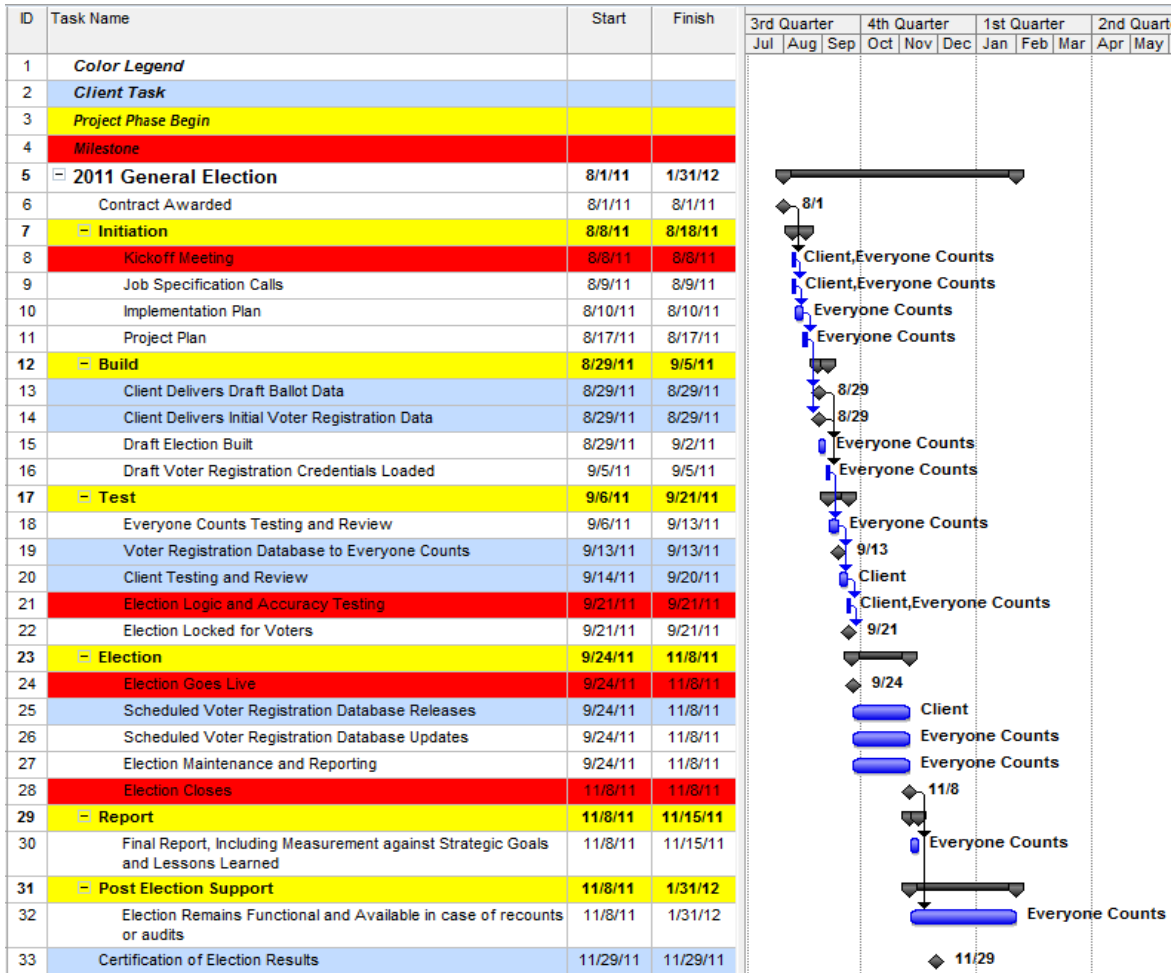 ID Task Name Start Finish 3rd Quarter 4th Quarter 1st Quarter 2nd Quart
Jul Aug Sep Oct Nov Dec Jan Feb Mar Apr May
1 Color Legend
2 Client Task
3 Project Phase Begin
4 Milestone
5 2011 General Election 8/1/11 1/31/12
6 Contract Awarded 8/1/11 8/1/11 8/1
7 Initiation 8/8/11 8/18/11
8 Kickoff Meeting 8/8/11 8/8/11 Client,Everyone Counts
9 Job Specification Calls 8/9/11 8/9/11 Client,Everyone Counts
10 Implementation Plan 8/10/11 8/10/11 Everyone Counts
11 Project Plan 8/17/11 8/17/11 Everyone Counts
12 Build 8/29/11 9/5/11
13 Client Delivers Draft Ballot Data 8/29/11 8/29/11 8/29
14 Client Delivers Initial Voter Registration Data 8/29/11 8/29/11 8/29
15 Draft Election Built 8/29/11 9/2/11 Everyone Counts
16 Draft Voter Registration Credentials Loaded 9/5/11 9/5/11 Everyone Counts
17 Test 9/6/11 9/21/11
18 Everyone Counts Testing and Review 9/6/11 9/13/11 Everyone Counts
19 Voter Registration Database to Everyone Counts 9/13/11 9/13/11 9/13
20 Client Testing and Review 9/14/11 9/20/11 Client
21 Election Logic and Accuracy Testing 9/21/11 9/21/11 Client,Everyone Counts
22 Election Locked for Voters 9/21/11 9/21/11 9/21
23 Election 9/24/11 11/8/11
24 Election Goes Live 9/24/11 11/8/11 9/24
25 Scheduled Voter Registration Database Releases 9/24/11 11/8/11 Client
26 Scheduled Voter Registration Database Updates 9/24/11 11/8/11 Everyone Counts
27 Election Maintenance and Reporting 9/24/11 11/8/11 Everyone Counts
28 Election Closes 11/8/11 11/8/11 11/8
29 Report 11/8/11 11/15/11
30 Final Report, Including Measurement against Strategic Goals 11/8/11 11/15/11 Everyone Counts
and Lessons Learned
31 Post Election Support 11/8/11 1/31/12
32 Election Remains Functional and Available in case of recounts 11/8/11 1/31/12 Everyone Counts
or audits
33 Certification of Election Results 11/29/11 11/29/11 11/29